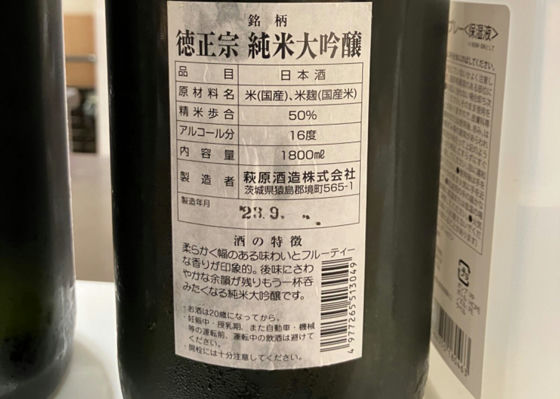 銘柄
徳正宗 純米大吟醸
品目 日本酒
原材料名 米(国産)、米麹(国産米)
精米歩合 50%
アルコール分 16度
内容量 1800mℓ
製造者 萩原酒造株式会社
茨城県猿島郡境町565-1
製造年月 23.9.
酒の特徴
柔らかく幅のある味わいとフルーティー
な香りが印象的。後味にさわ
やかな余韻が残りもう一杯呑
みたくなる純米大吟醸です。
・お酒は20歳になってから。
・妊娠中・授乳期、また自動車・機械
等の運転前、運転中の飲酒は避けて
ください。
・開栓には十分注意してください。
4977265513049
プレー<保湿液>